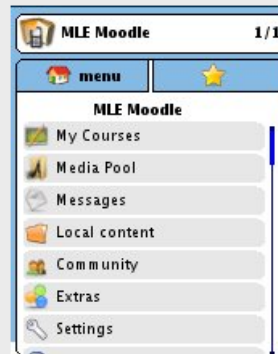 MLE Moodle 1/1
menu
MLE Moodle
My Courses
Media Pool
Messages
Local content
Community
Extras
Settings